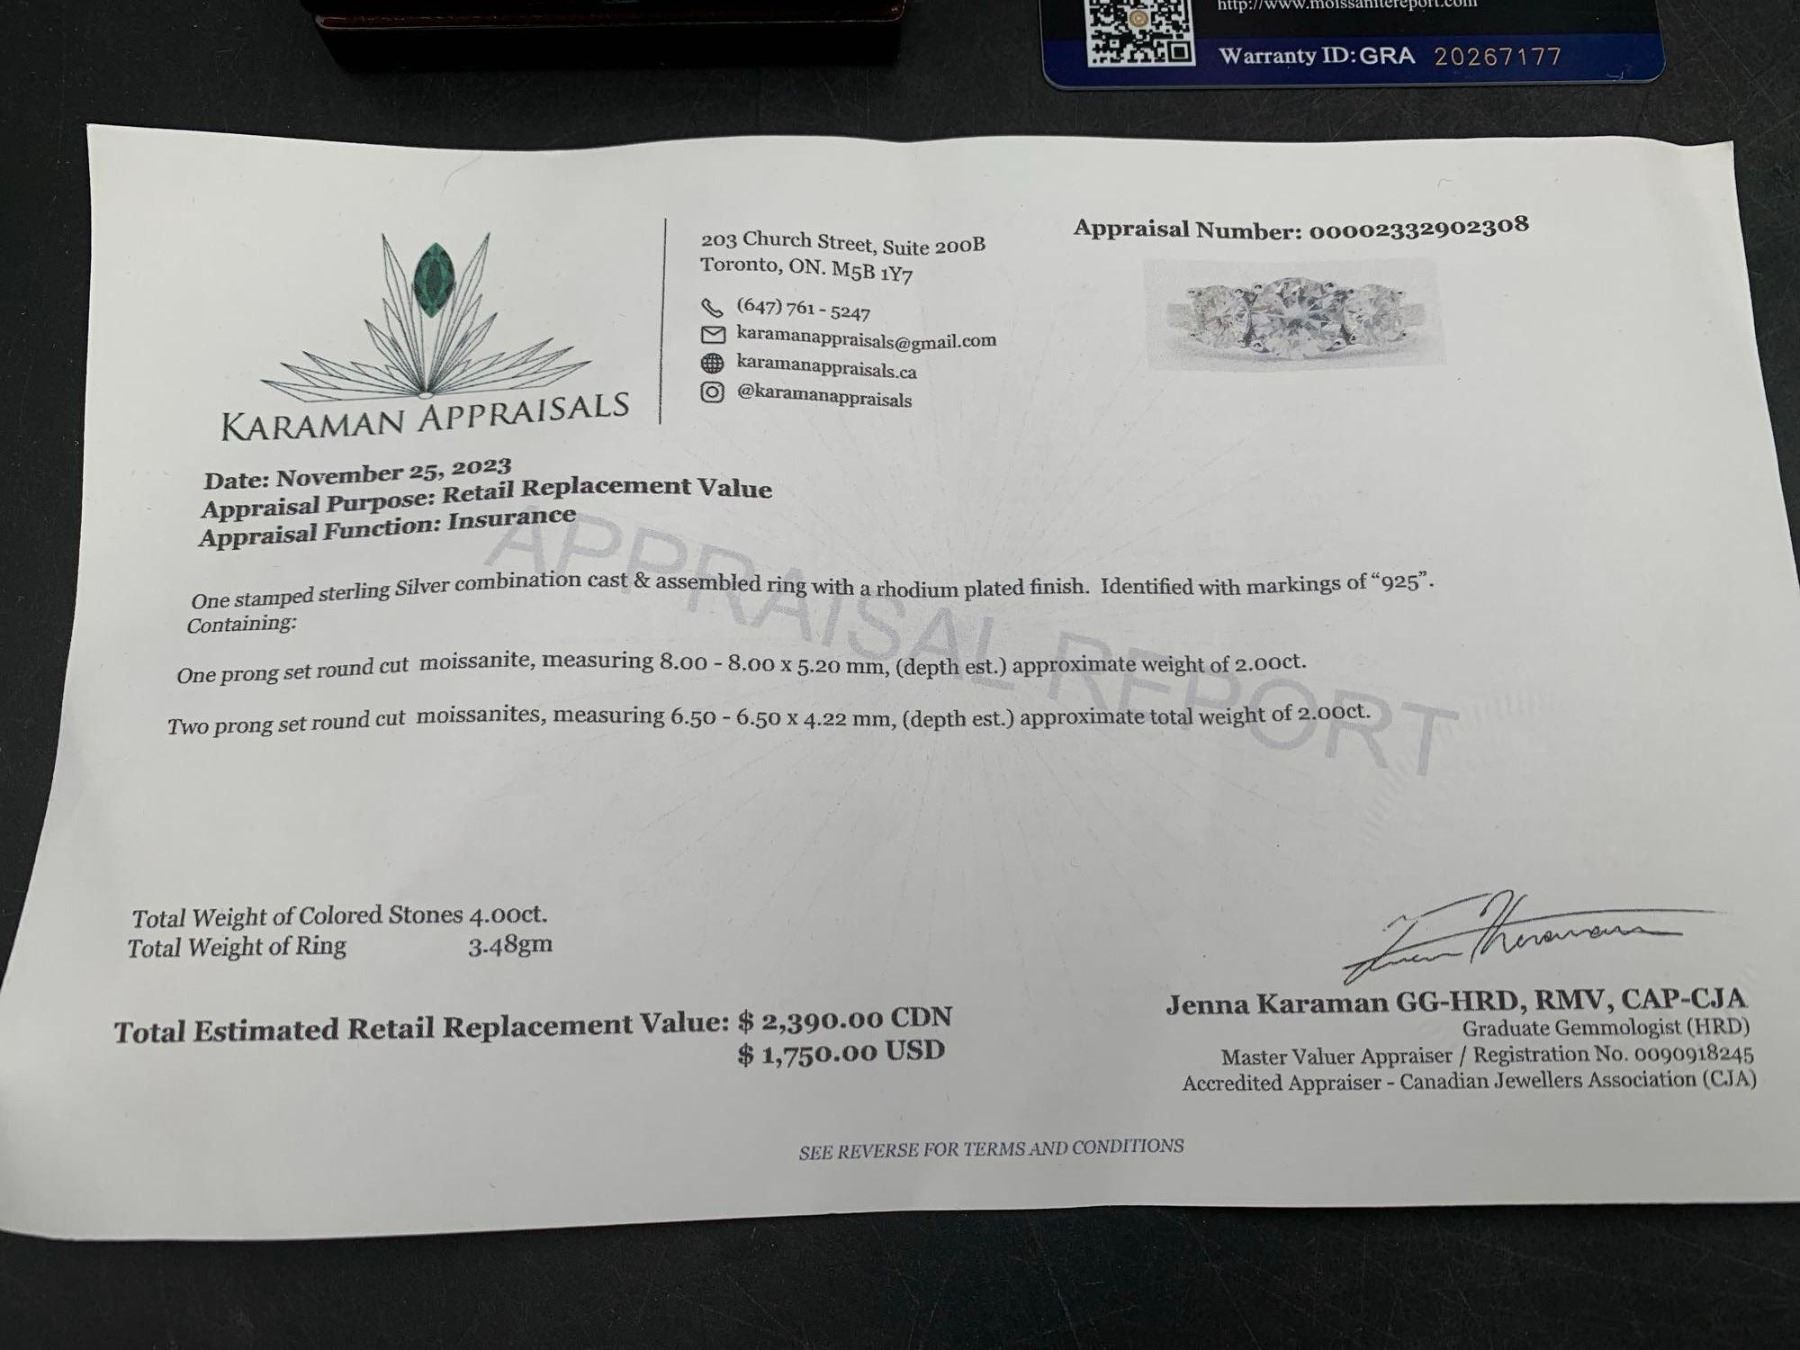 http://www.moissanitereport.com
Warranty ID:GRA 20267177
KARAMAN APPRAISALS
203 Church Street, Suite 200B
Toronto, ON. M5B 1Y7
(647) 761 - 5247
karamanappraisals@gmail.com
karamanappraisals.ca
@karamanappraisals
Appraisal Number: 00002332902308
Date: November 25, 2023
Appraisal Purpose: Retail Replacement Value
Appraisal Function: Insurance
APPRAISAL REPORT
One stamped sterling Silver combination cast & assembled ring with a rhodium plated finish. Identified with markings of “925”.
Containing:
One prong set round cut moissanite, measuring 8.00 - 8.00 x 5.20 mm, (depth est.) approximate weight of 2.00ct.
Two prong set round cut moissanites, measuring 6.50 - 6.50 x 4.22 mm, (depth est.) approximate total weight of 2.00ct.
Total Weight of Colored Stones 4.00ct.
Total Weight of Ring 3.48gm
Total Estimated Retail Replacement Value: $ 2,390.00 CDN
$ 1,750.00 USD
Jenna Karaman GG-HRD, RMV, CAP-CJA
Graduate Gemmologist (HRD)
Master Valuer Appraiser / Registration No. 0090918245
Accredited Appraiser - Canadian Jewellers Association (CJA)
SEE REVERSE FOR TERMS AND CONDITIONS